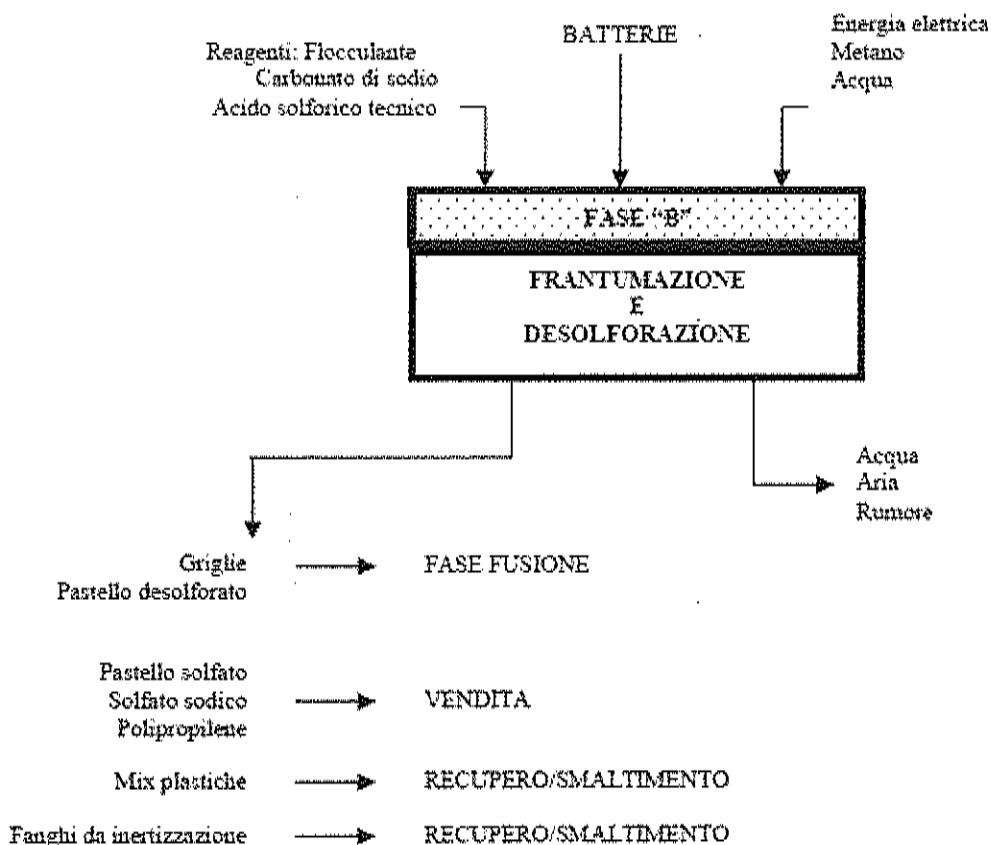 Reagenti: Flocculante
Carbonato di sodio
Acido solforico tecnico
BATTERIE
Energia elettrica
Metano
Acqua
FASE "B"
FRANTUMAZIONE
E
DESOLFORAZIONE
Acqua
Aria
Rumore
Griglie
Pastello desolforato
FASE FUSIONE
Pastello solfato
Solfato sodico
Polipropilene
VENDITA
Mix plastiche
RECUPERO/SMALTIMENTO
Fanghi da inertizzazione
RECUPERO/SMALTIMENTO